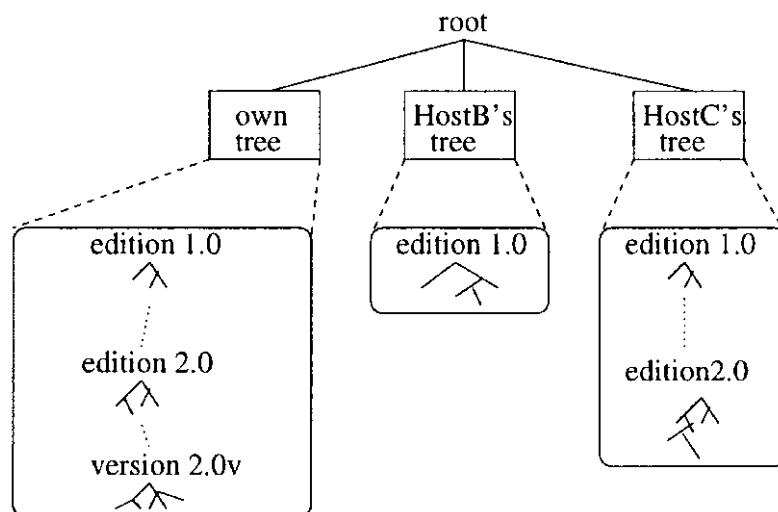 root
own
tree
HostB's
tree
HostC's
tree
edition 1.0
edition 2.0
version 2.0v
edition 1.0
edition 1.0
edition2.0